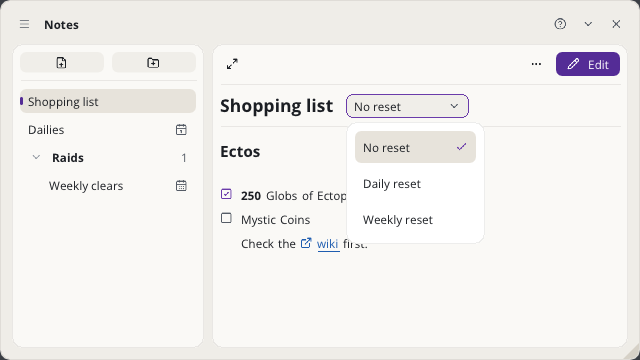 Notes
Shopping list
Dailies
Raids 1
Weekly clears
Edit
Shopping list No reset
No reset
Daily reset
Weekly reset
Ectos
250 Globs of
Mystic Coins
Check the wiki first.